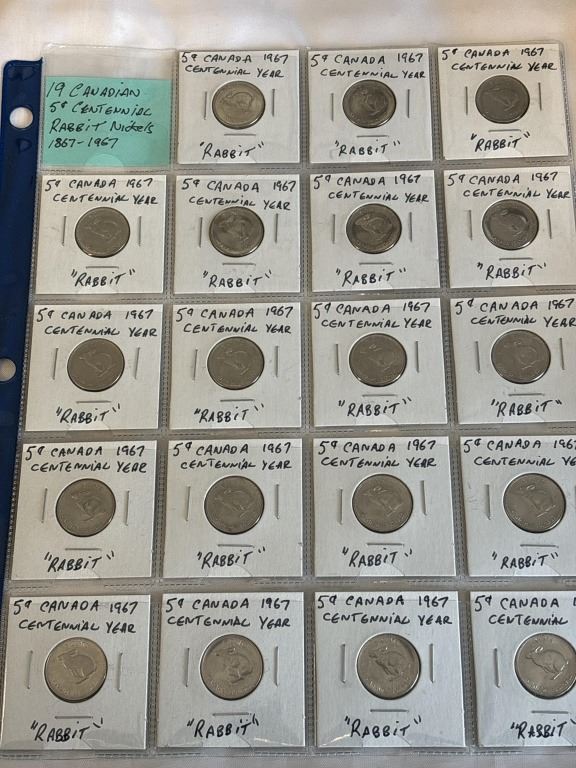 19 CANADIAN
5¢ CENTENNIAL
RABBIT Nickels
1867-1967
5¢ CANADA 1967
CENTENNIAL YEAR
"RABBIT"
5¢ CANADA 1967
CENTENNIAL YEAR
"RABBIT"
5¢ CANADA 1967
CENTENNIAL YEAR
"RABBIT"
5¢ CANADA 1967
CENTENNIAL YEAR
"RABBIT"
5¢ CANADA 1967
CENTENNIAL YEAR
"RABBIT"
5¢ CANADA 1967
CENTENNIAL YEAR
"RABBIT"
5¢ CANADA 1967
CENTENNIAL YEAR
"RABBIT"
5¢ CANADA 1967
CENTENNIAL YEAR
"RABBIT"
5¢ CANADA 1967
CENTENNIAL YEAR
"RABBIT"
5¢ CANADA 1967
CENTENNIAL YEAR
"RABBIT"
5¢ CANADA 1967
CENTENNIAL YEAR
"RABBIT"
5¢ CANADA 1967
CENTENNIAL YEAR
"RABBIT"
5¢ CANADA 1967
CENTENNIAL YEAR
"RABBIT"
5¢ CANADA 1967
CENTENNIAL YEAR
"RABBIT"
5¢ CANADA 1967
CENTENNIAL YE
"RABBIT"
5¢ CANADA 1967
CENTENNIAL YEAR
"RABBIT"
5¢ CANADA 1967
CENTENNIAL YEAR
"RABBIT"
5¢ CANADA 1967
CENTENNIAL YEAR
"RABBIT"
5¢ CANADA
CENTENNIAL
"RABBIT"